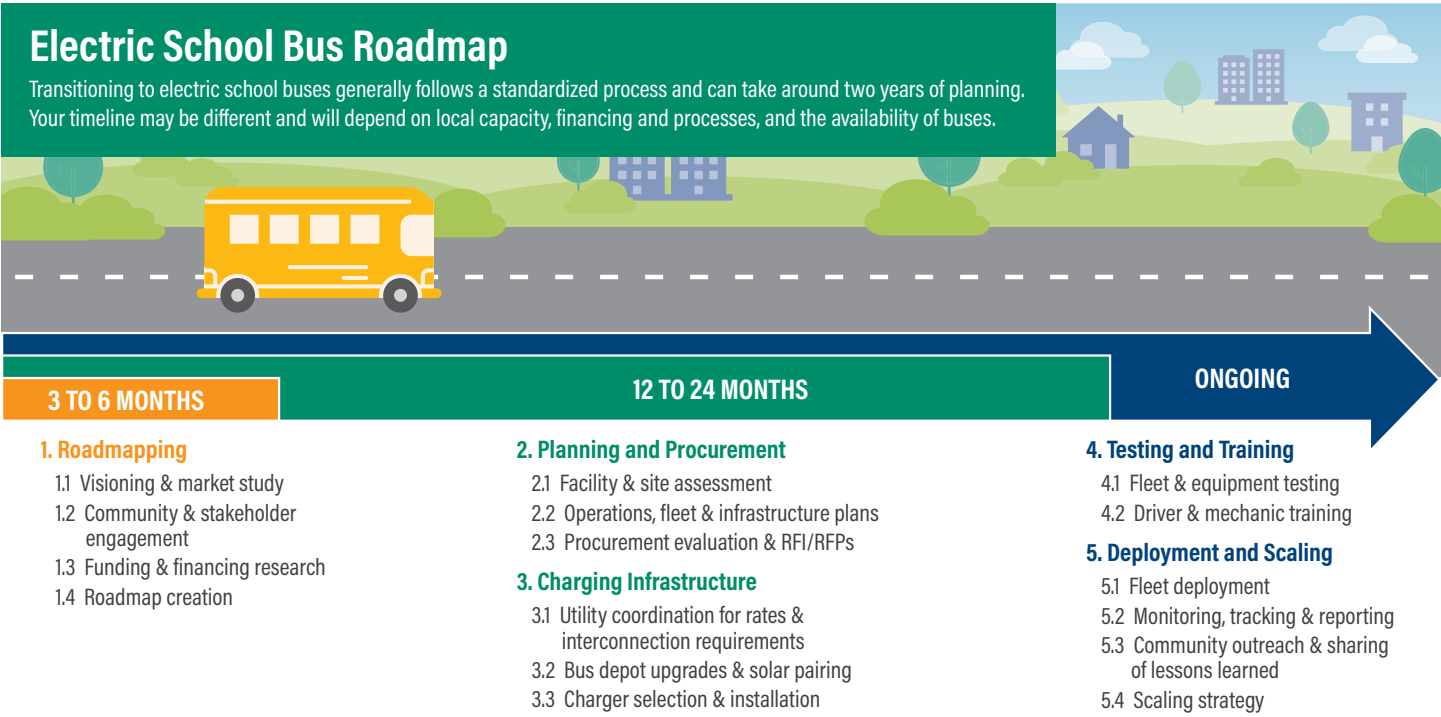 Electric School Bus Roadmap
Transitioning to electric school buses generally follows a standardized process and can take around two years of planning.
Your timeline may be different and will depend on local capacity, financing and processes, and the availability of buses.
3 TO 6 MONTHS
12 TO 24 MONTHS
ONGOING
1. Roadmapping
1.1 Visioning & market study
1.2 Community & stakeholder
engagement
1.3 Funding & financing research
1.4 Roadmap creation
2. Planning and Procurement
2.1 Facility & site assessment
2.2 Operations, fleet & infrastructure plans
2.3 Procurement evaluation & RFI/RFPs
3. Charging Infrastructure
3.1 Utility coordination for rates &
interconnection requirements
3.2 Bus depot upgrades & solar pairing
3.3 Charger selection & installation
4. Testing and Training
4.1 Fleet & equipment testing
4.2 Driver & mechanic training
5. Deployment and Scaling
5.1 Fleet deployment
5.2 Monitoring, tracking & reporting
5.3 Community outreach & sharing
of lessons learned
5.4 Scaling strategy